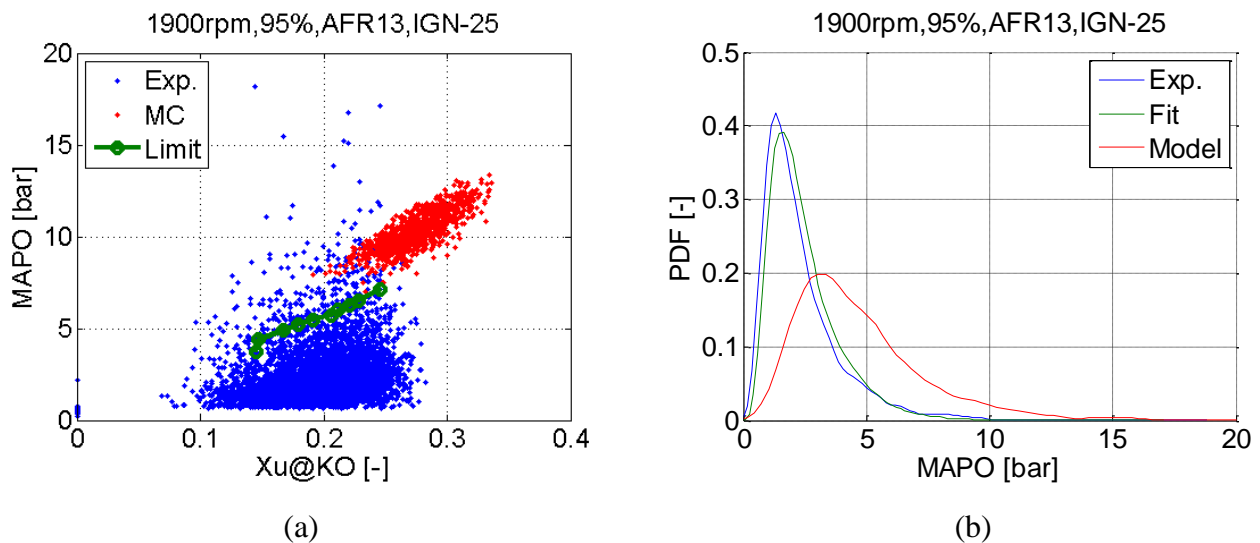 1900rpm,95%,AFR13,IGN-25
20
15
10
5
0
MAPO [bar]
Exp.
MC
Limit
0 0.1 0.2 0.3 0.4
Xu@KO [-]
(a)
1900rpm,95%,AFR13,IGN-25
0.5
0.4
0.3
0.2
0.1
0
PDF [-]
Exp.
Fit
Model
0 5 10 15 20
MAPO [bar]
(b)